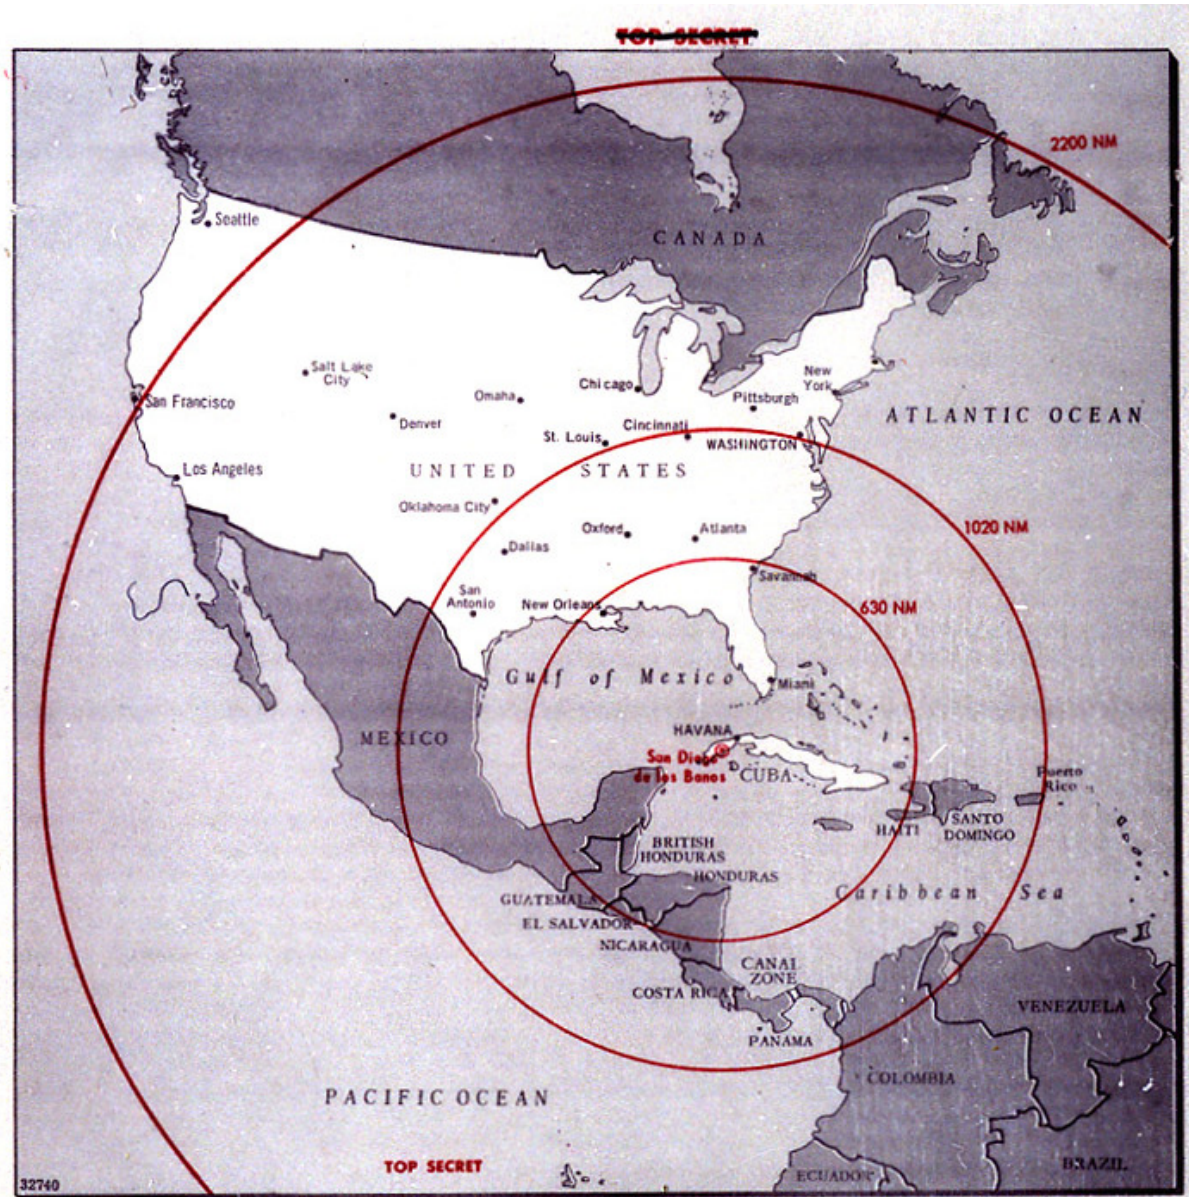 TOP SECRET
2200 NM
Seattle
CANADA
Salt Lake
City
San Francisco
Denver
Omaha
Chicago
New
York
Pittsburgh
ATLANTIC OCEAN
St. Louis
Cincinnati
WASHINGTON
Los Angeles
UNITED STATES
Oklahoma City
1020 NM
Oxford
Atlanta
Dallas
Savannah
San
Antonio
New Orleans
630 NM
Gulf of Mexico
Miami
MEXICO
HAVANA
San Diego
de los Banos
CUBA
Puerto
Rico
HAITI
SANTO
DOMINGO
BRITISH
HONDURAS
HONDURAS
Caribbean Sea
GUATEMALA
EL SALVADOR
NICARAGUA
CANAL
ZONE
COSTA RICA
VENEZUELA
PANAMA
COLOMBIA
PACIFIC OCEAN
TOP SECRET
BRAZIL
ECUADOR
32740